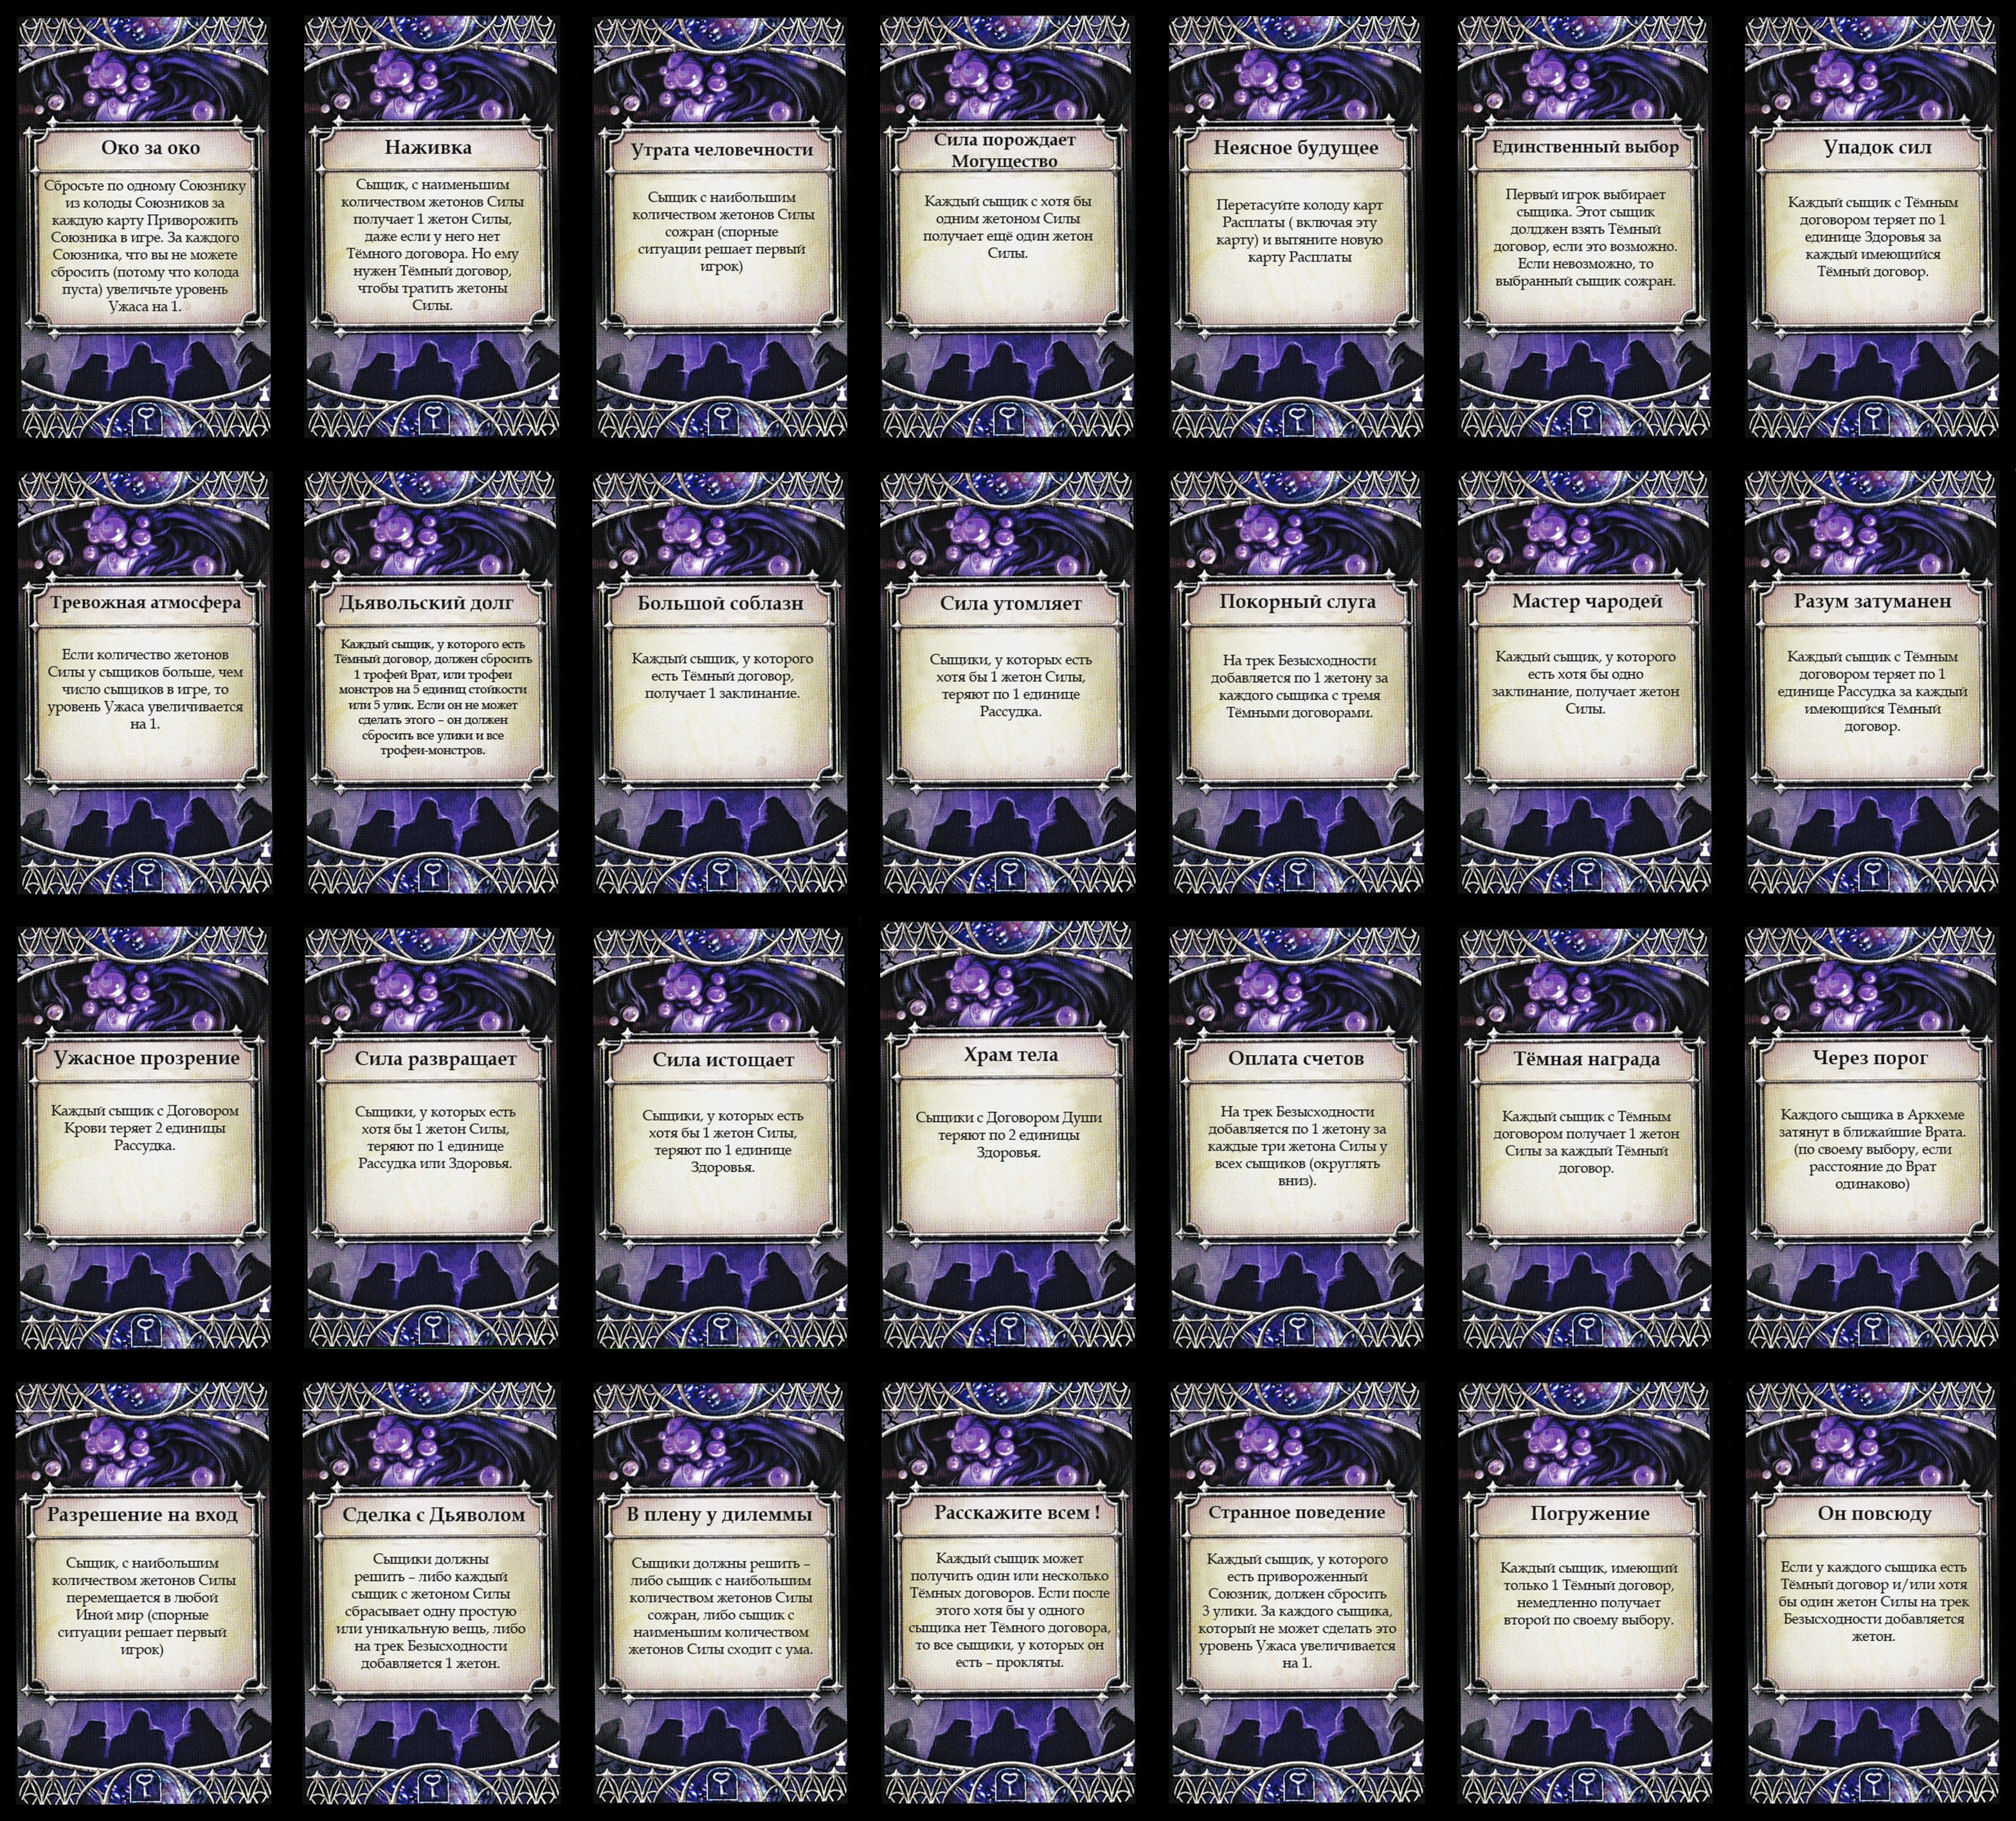 Око за око
Сбросьте по одному Союзнику
из колоды Союзников за
каждую карту Приворожить
Союзника в игре. За каждого
Союзника, что вы не можете
сбросить (потому что колода
пуста) увеличьте уровень
Ужаса на 1.
Наживка
Сыщик, с наименьшим
количеством жетонов Силы
получает 1 жетон Силы,
даже если у него нет
Тёмного договора. Но ему
нужен Тёмный договор,
чтобы тратить жетоны
Силы.
Утрата человечности
Сыщик с наибольшим
количеством жетонов Силы
сожран (спорные
ситуации решает первый
игрок)
Сила порождает
Могущество
Каждый сыщик с хотя бы
одним жетоном Силы
получает ещё один жетон
Силы.
Неясное будущее
Перетасуйте колоду карт
Расплаты ( включая эту
карту) и вытяните новую
карту Расплаты
Единственный выбор
Первый игрок выбирает
сыщика. Этот сыщик
долджен взять Тёмный
договор, если это возможно.
Если невозможно, то
выбранный сыщик сожран.
Упадок сил
Каждый сыщик с Тёмным
договором теряет по 1
единице Здоровья за
каждый имеющийся
Тёмный договор.
Тревожная атмосфера
Если количество жетонов
Силы у сыщиков больше, чем
число сыщиков в игре, то
уровень Ужаса увеличивается
на 1.
Дьявольский долг
Каждый сыщик, у которого есть
Тёмный договор, должен сбросить
1 трофей Врат, или трофеи
монстров на 5 единиц стойкости
или 5 улик. Если он не может
сделать этого – он должен
сбросить все улики и все
трофеи-монстров.
Большой соблазн
Каждый сыщик, у которого
есть Тёмный договор,
получает 1 заклинание.
Сила утомляет
Сыщики, у которых есть
хотя бы 1 жетон Силы,
теряют по 1 единице
Рассудка.
Покорный слуга
На трек Безысходности
добавляется по 1 жетону за
каждого сыщика с тремя
Тёмными договорами.
Мастер чародей
Каждый сыщик, у которого
есть хотя бы одно
заклинание, получает жетон
Силы.
Разум затуманен
Каждый сыщик с Тёмным
договором теряет по 1
единице Рассудка за каждый
имеющийся Тёмный
договор.
Ужасное прозрение
Каждый сыщик с Договором
Крови теряет 2 единицы
Рассудка.
Сила развращает
Сыщики, у которых есть
хотя бы 1 жетон Силы,
теряют по 1 единице
Рассудка или Здоровья.
Сила истощает
Сыщики, у которых есть
хотя бы 1 жетон Силы,
теряют по 1 единице
Здоровья.
Храм тела
Сыщики с Договором Души
теряют по 2 единицы
Здоровья.
Оплата счетов
На трек Безысходности
добавляется по 1 жетону за
каждые три жетона Силы у
всех сыщиков (округлять
вниз).
Тёмная награда
Каждый сыщик с Тёмным
договором получает 1 жетон
Силы за каждый Тёмный
договор.
Через порог
Каждого сыщика в Аркхеме
затянут в ближайшие Врата.
(по своему выбору, если
расстояние до Врат
одинаково)
Разрешение на вход
Сыщик, с наибольшим
количеством жетонов Силы
перемещается в любой
Иной мир (спорные
ситуации решает первый
игрок)
Сделка с Дьяволом
Сыщики должны
решить – либо каждый
сыщик с жетоном Силы
сбрасывает одну простую
или уникальную вещь, либо
на трек Безысходности
добавляется 1 жетон.
В плену у дилеммы
Сыщики должны решить –
либо сыщик с наибольшим
количеством жетонов Силы
сожран, либо сыщик с
наименьшим количеством
жетонов Силы сходит с ума.
Расскажите всем !
Каждый сыщик может
получить один или несколько
Тёмных договоров. Если после
этого хотя бы у одного
сыщика нет Тёмного договора,
то все сыщики, у которых он
есть – прокляты.
Странное поведение
Каждый сыщик, у которого
есть привороженный
Союзник, должен сбросить
3 улики. За каждого сыщика,
который не может сделать это
уровень Ужаса увеличивается
на 1.
Погружение
Каждый сыщик, имеющий
только 1 Тёмный договор,
немедленно получает
второй по своему выбору.
Он повсюду
Если у каждого сыщика есть
Тёмный договор и/или хотя
бы один жетон Силы на трек
Безысходности добавляется
жетон.